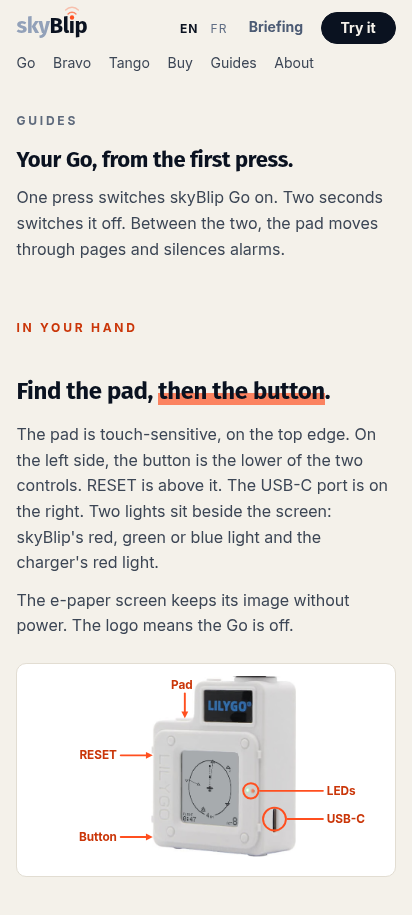 skyBlip
EN FR Briefing Try it
Go Bravo Tango Buy Guides About
GUIDES
Your Go, from the first press.
One press switches skyBlip Go on. Two seconds
switches it off. Between the two, the pad moves
through pages and silences alarms.
IN YOUR HAND
Find the pad, then the button.
The pad is touch-sensitive, on the top edge. On
the left side, the button is the lower of the two
controls. RESET is above it. The USB-C port is on
the right. Two lights sit beside the screen:
skyBlip's red, green or blue light and the
charger's red light.
The e-paper screen keeps its image without
power. The logo means the Go is off.
Pad
LILYGO
RESET
LILYGO
LEDs
USB-C
Button